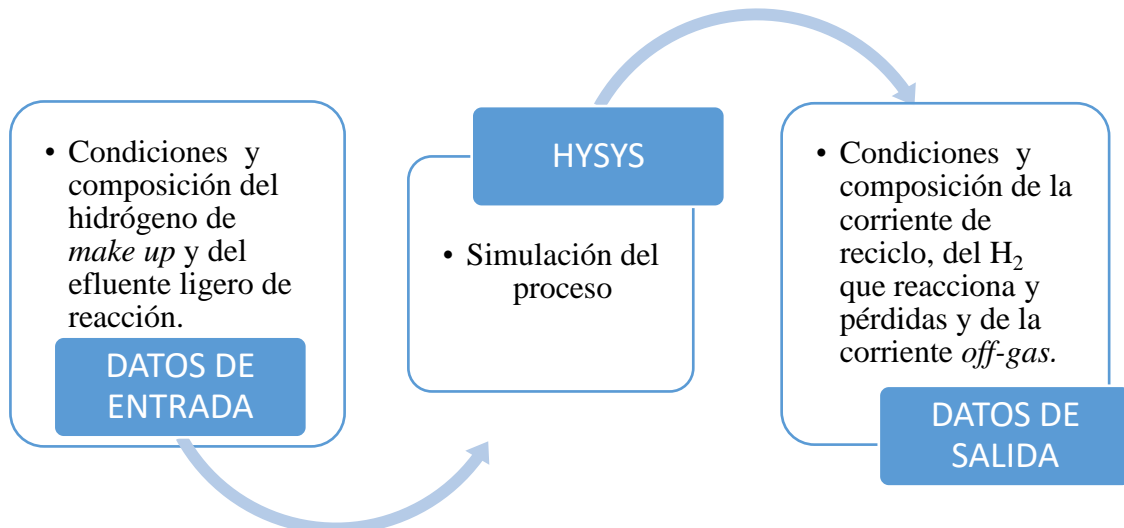 • Condiciones y
composición del
hidrógeno de
make up y del
efluente ligero de
reacción.
DATOS DE
ENTRADA
HYSYS
• Simulación del
proceso
• Condiciones y
composición de la
corriente de
reciclo, del H₂
que reacciona y
pérdidas y de la
corriente off-gas.
DATOS DE
SALIDA